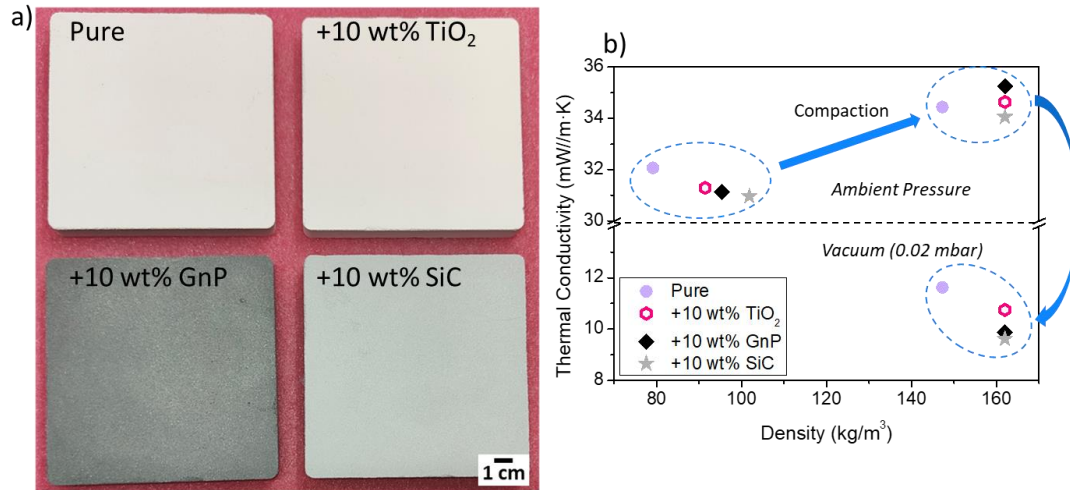 a)
Pure
+10 wt% TiO₂
+10 wt% GnP
+10 wt% SiC
1 cm
b)
Thermal Conductivity (mW//m·K)
36
34
32
30
12
10
8
Compaction
Ambient Pressure
Vacuum (0.02 mbar)
Pure
+10 wt% TiO₂
+10 wt% GnP
+10 wt% SiC
80
100
120
140
160
Density (kg/m³)